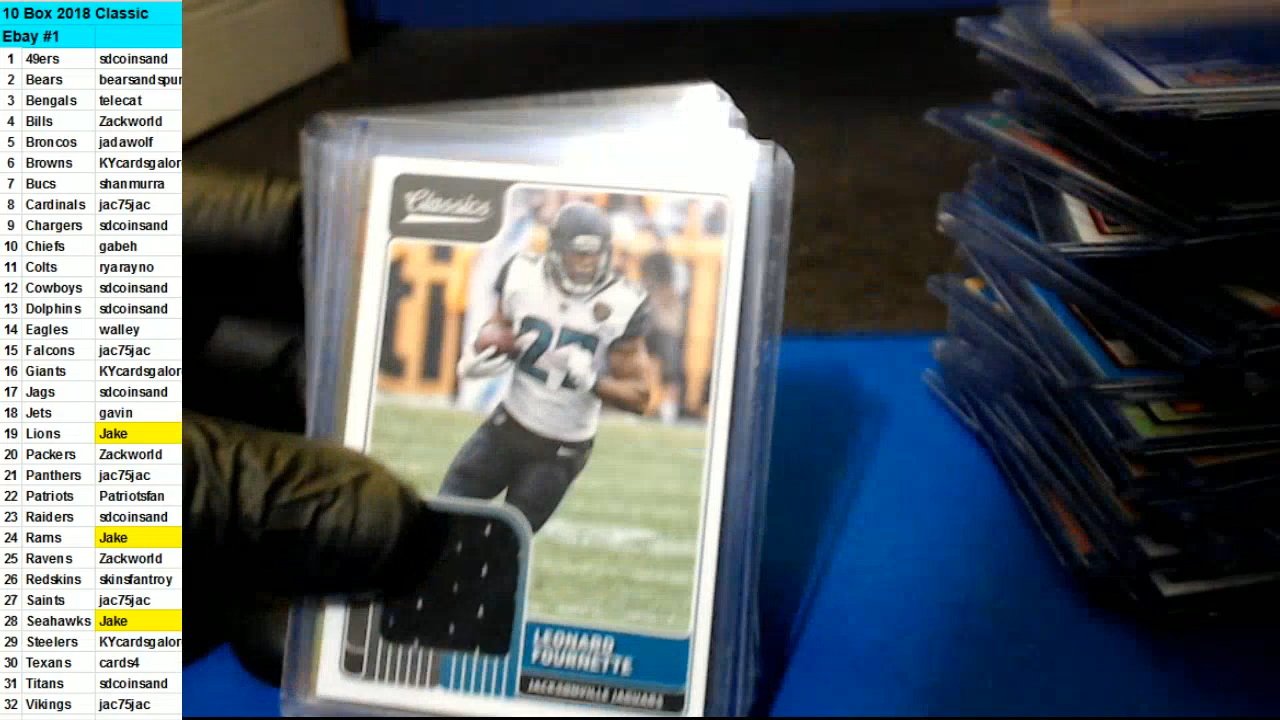 10 Box 2018 Classic
Ebay #1
1 49ers sdcoinsand
2 Bears bearsandspur
3 Bengals telecat
4 Bills Zackworld
5 Broncos jadawolf
6 Browns KYcardsgalor
7 Bucs shanmurra
8 Cardinals jac75jac
9 Chargers sdcoinsand
10 Chiefs gabeh
11 Colts ryarayno
12 Cowboys sdcoinsand
13 Dolphins sdcoinsand
14 Eagles walley
15 Falcons jac75jac
16 Giants KYcardsgalor
17 Jags sdcoinsand
18 Jets gavin
19 Lions Jake
20 Packers Zackworld
21 Panthers jac75jac
22 Patriots Patriotsfan
23 Raiders sdcoinsand
24 Rams Jake
25 Ravens Zackworld
26 Redskins skinsfantroy
27 Saints jac75jac
28 Seahawks Jake
29 Steelers KYcardsgalor
30 Texans cards4
31 Titans sdcoinsand
32 Vikings jac75jac
Classics
27
LEONARD
FOURNETTE
JACKSONVILLE JAGUARS